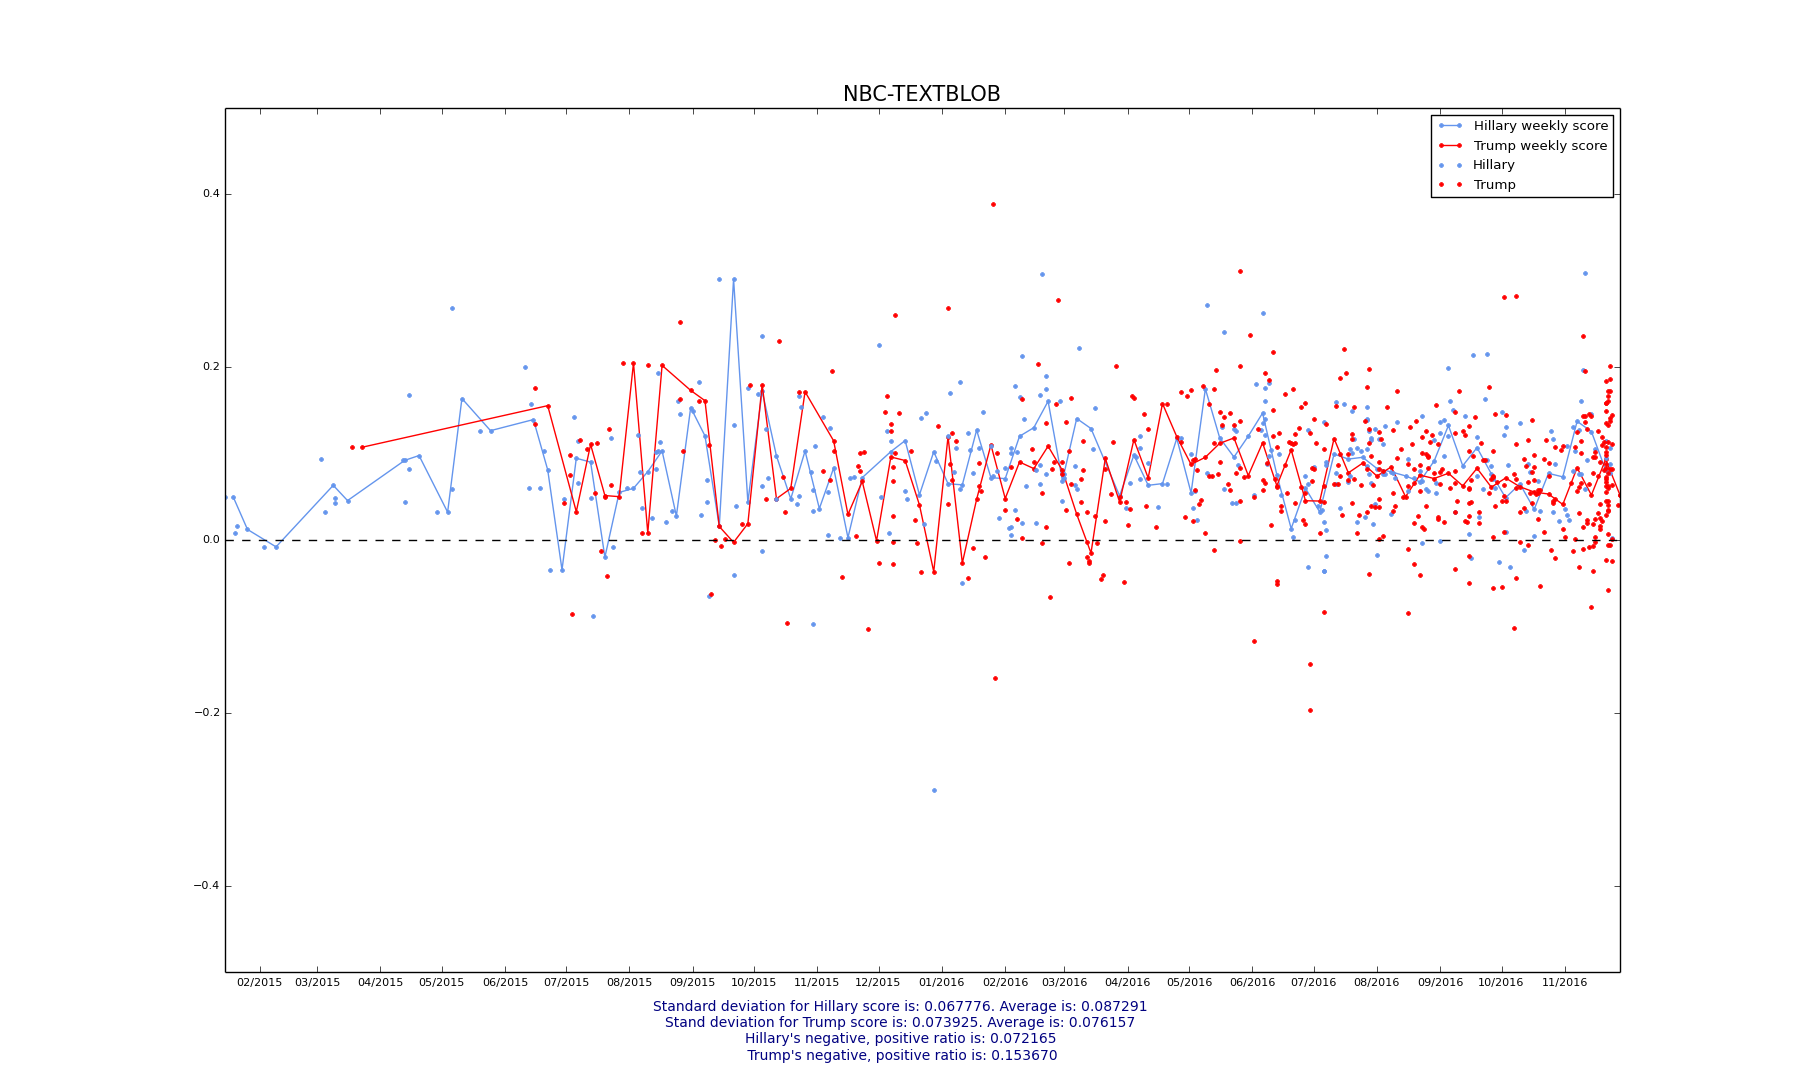 NBC-TEXTBLOB
Hillary weekly score
Trump weekly score
Hillary
Trump
0.4
0.2
0.0
−0.2
−0.4
02/2015 03/2015 04/2015 05/2015 06/2015 07/2015 08/2015 09/2015 10/2015 11/2015 12/2015 01/2016 02/2016 03/2016 04/2016 05/2016 06/2016 07/2016 08/2016 09/2016 10/2016 11/2016
Standard deviation for Hillary score is: 0.067776. Average is: 0.087291
Stand deviation for Trump score is: 0.073925. Average is: 0.076157
Hillary's negative, positive ratio is: 0.072165
Trump's negative, positive ratio is: 0.153670